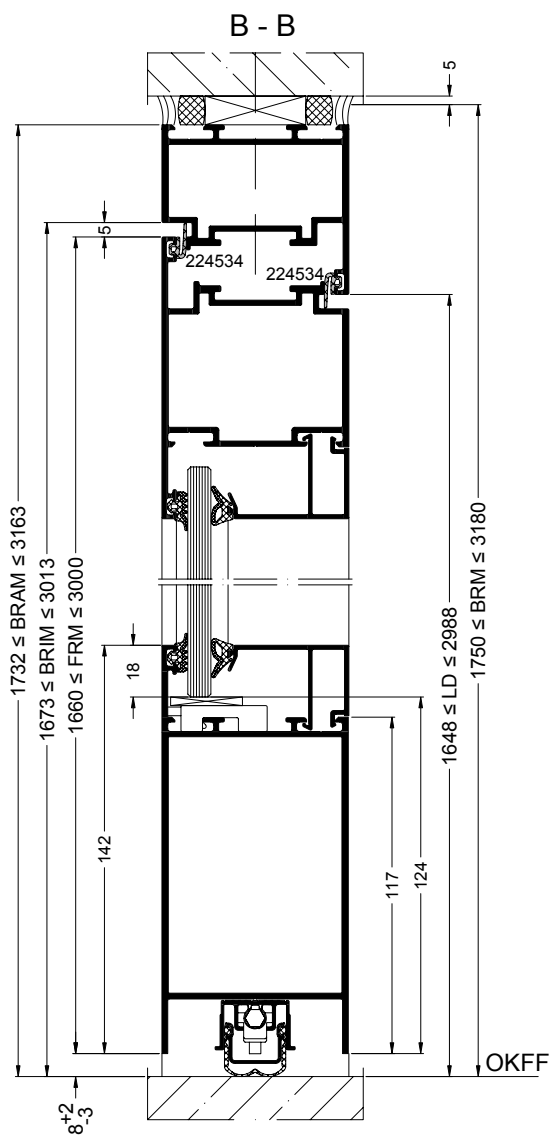 B - B
5
5
224534
224534
1732 ≤ BRAM ≤ 3163
1673 ≤ BRIM ≤ 3013
1660 ≤ FRM ≤ 3000
1648 ≤ LD ≤ 2988
1750 ≤ BRM ≤ 3180
18
142
117
124
OKFF
8+2-3